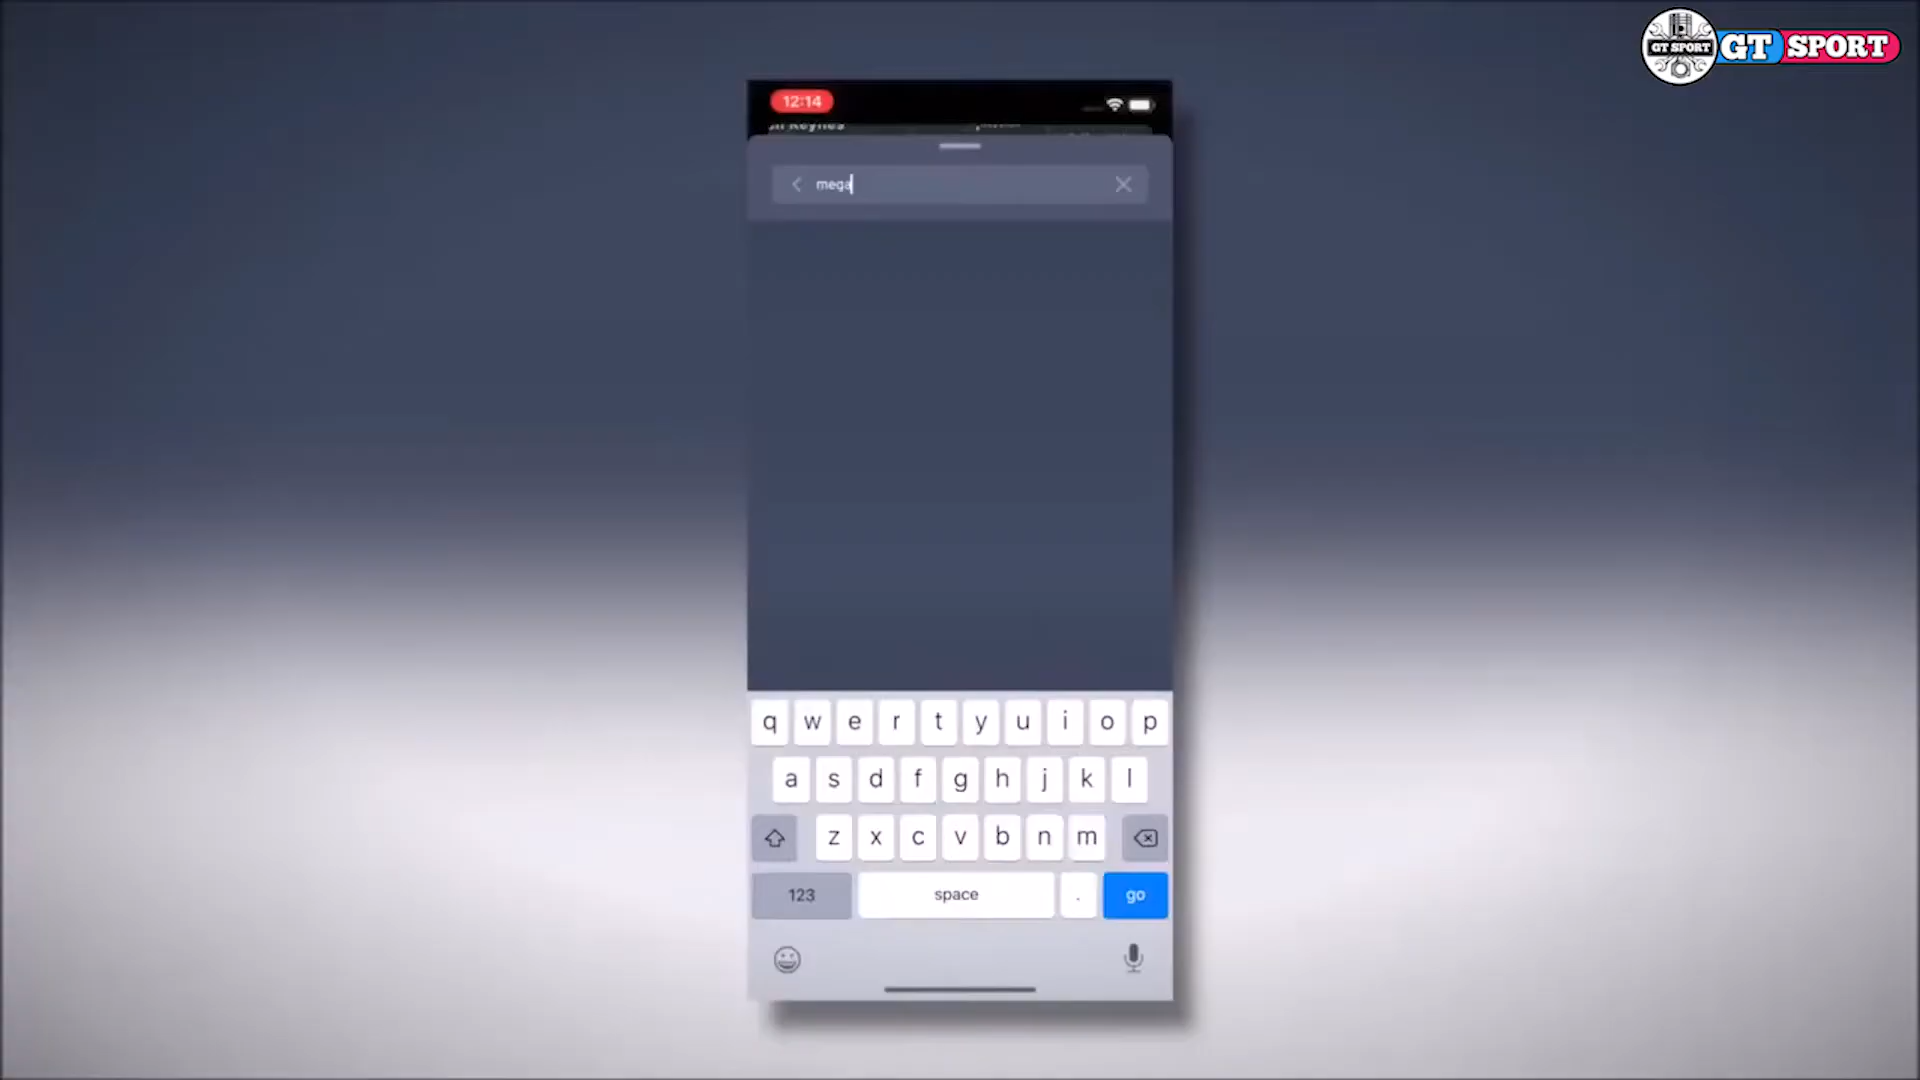 GT SPORT GT SPORT
12:14
mega
q w e r t y u i o p
a s d f g h j k l
z x c v b n m
123 space . go